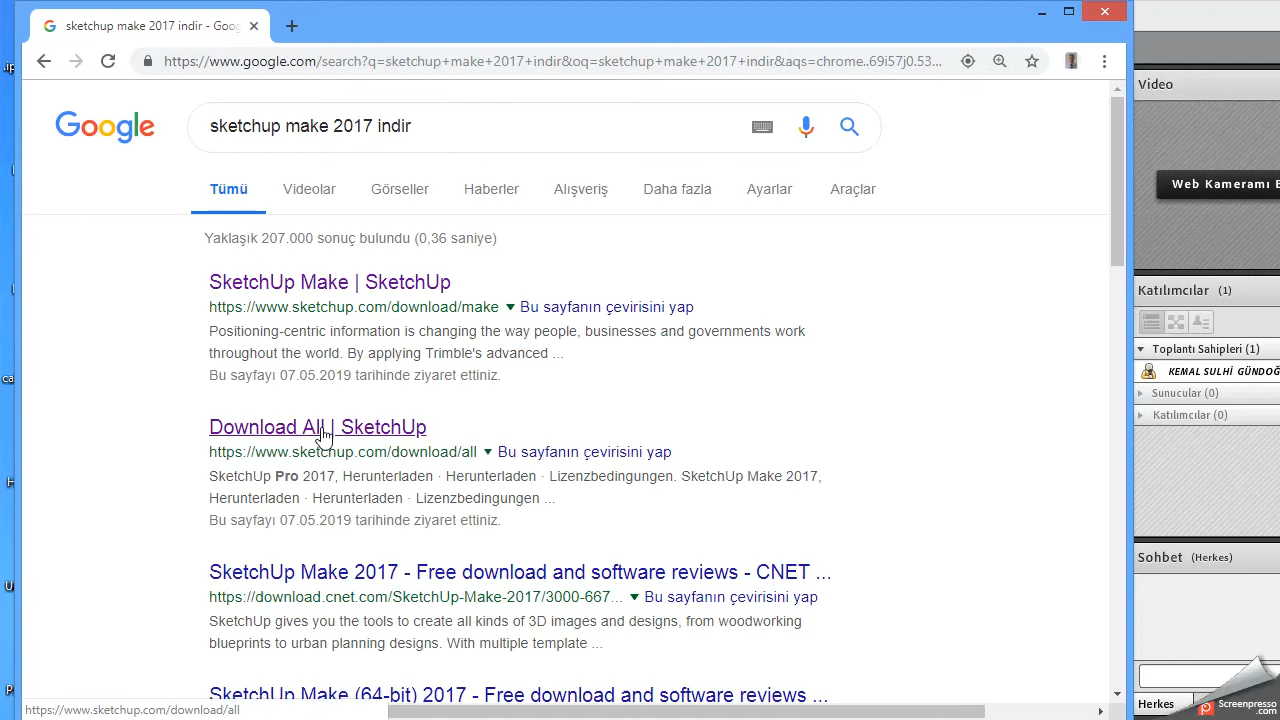 sketchup make 2017 indir - Goog
https://www.google.com/search?q=sketchup+make+2017+indir&oq=sketchup+make+2017+indir&aqs=chrome..69i57j0.53...
Google
sketchup make 2017 indir
Tümü Videolar Görseller Haberler Alışveriş Daha fazla Ayarlar Araçlar
Yaklaşık 207.000 sonuç bulundu (0,36 saniye)
SketchUp Make | SketchUp
https://www.sketchup.com/download/make Bu sayfanın çevirisini yap
Positioning-centric information is changing the way people, businesses and governments work
throughout the world. By applying Trimble's advanced ...
Bu sayfayı 07.05.2019 tarihinde ziyaret ettiniz.
Download All | SketchUp
https://www.sketchup.com/download/all Bu sayfanın çevirisini yap
SketchUp Pro 2017, Herunterladen · Herunterladen · Lizenzbedingungen. SketchUp Make 2017,
Herunterladen · Herunterladen · Lizenzbedingungen ...
Bu sayfayı 07.05.2019 tarihinde ziyaret ettiniz.
SketchUp Make 2017 - Free download and software reviews - CNET ...
https://download.cnet.com/SketchUp-Make-2017/3000-667... Bu sayfanın çevirisini yap
SketchUp gives you the tools to create all kinds of 3D images and designs, from woodworking
blueprints to urban planning designs. With multiple template ...
SketchUp Make (64-bit) 2017 - Free download and software reviews ...
https://www.sketchup.com/download/all
Video
Web Kameramı
Katılımcılar (1)
Toplantı Sahipleri (1)
KEMAL SULHİ GÜNDOĞ
Sunucular (0)
Katılımcılar (0)
Sohbet (Herkes)
Herkes
Screenpresso
.com